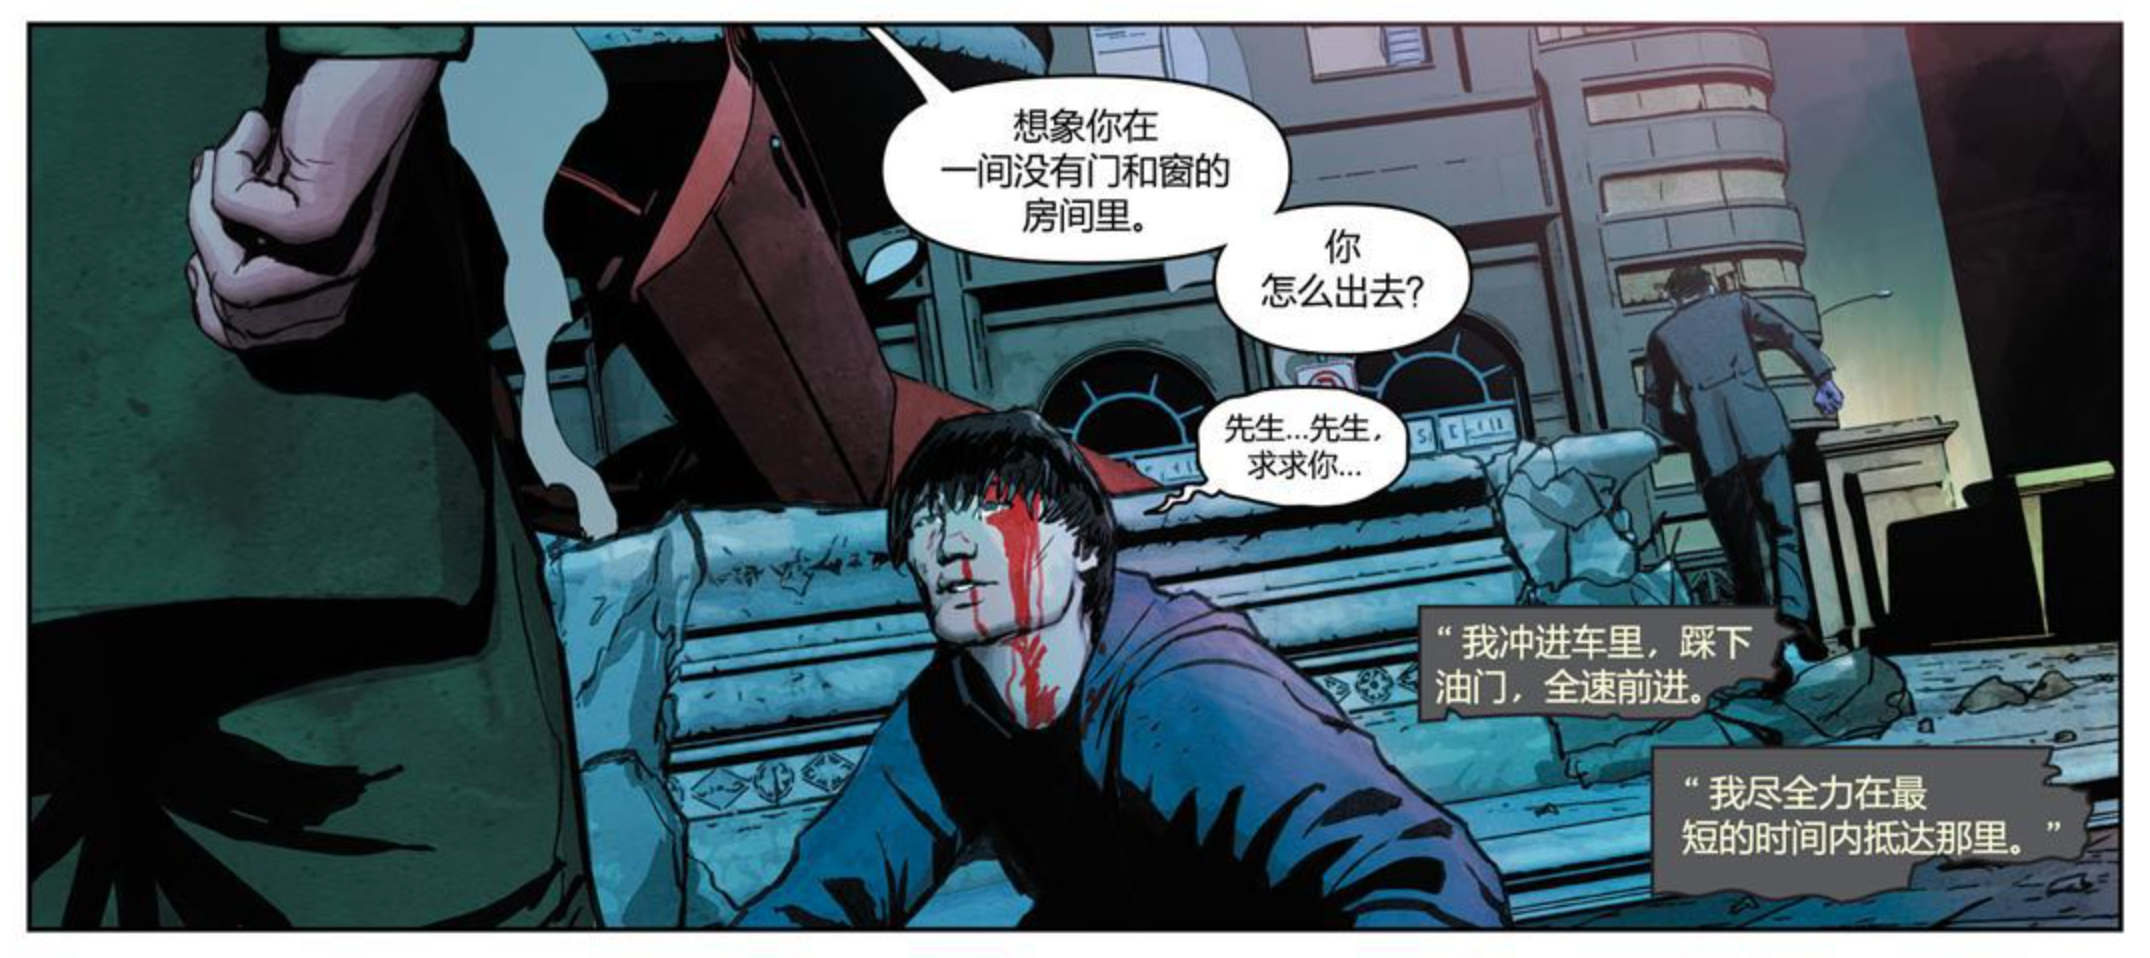 想象你在
一间没有门和窗的
房间里。
你
怎么出去？
先生…先生，
求求你…
“我冲进车里，踩下
油门，全速前进。
“我尽全力在最
短的时间内抵达那里。”